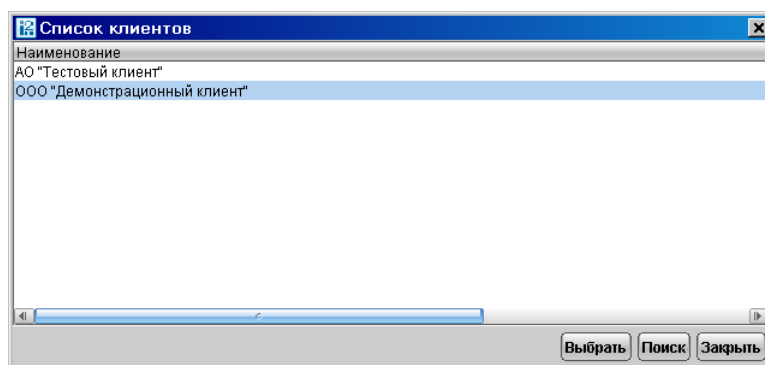 Список клиентов
Наименование
АО "Тестовый клиент"
ООО "Демонстрационный клиент"
Выбрать Поиск Закрыть